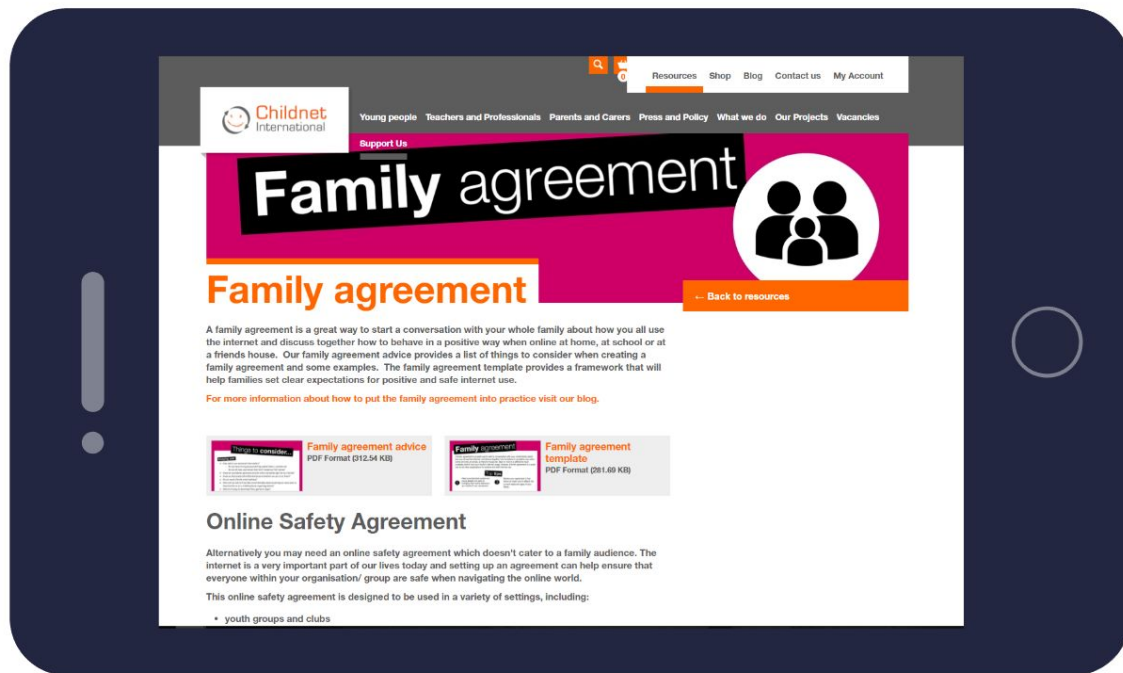 0
Resources Shop Blog Contact us My Account
Childnet
International
Young people Teachers and Professionals Parents and Carers Press and Policy What we do Our Projects Vacancies
Support Us
Family agreement
Family agreement
← Back to resources
A family agreement is a great way to start a conversation with your whole family about how you all use
the internet and discuss together how to behave in a positive way when online at home, at school or at
a friends house. Our family agreement advice provides a list of things to consider when creating a
family agreement and some examples. The family agreement template provides a framework that will
help families set clear expectations for positive and safe internet use.
For more information about how to put the family agreement into practice visit our blog.
Things to consider...
Family agreement advice
PDF Format (312.54 KB)
Family agreement
Family agreement
template
PDF Format (281.69 KB)
Online Safety Agreement
Alternatively you may need an online safety agreement which doesn't cater to a family audience. The
internet is a very important part of our lives today and setting up an agreement can help ensure that
everyone within your organisation/ group are safe when navigating the online world.
This online safety agreement is designed to be used in a variety of settings, including:
• youth groups and clubs